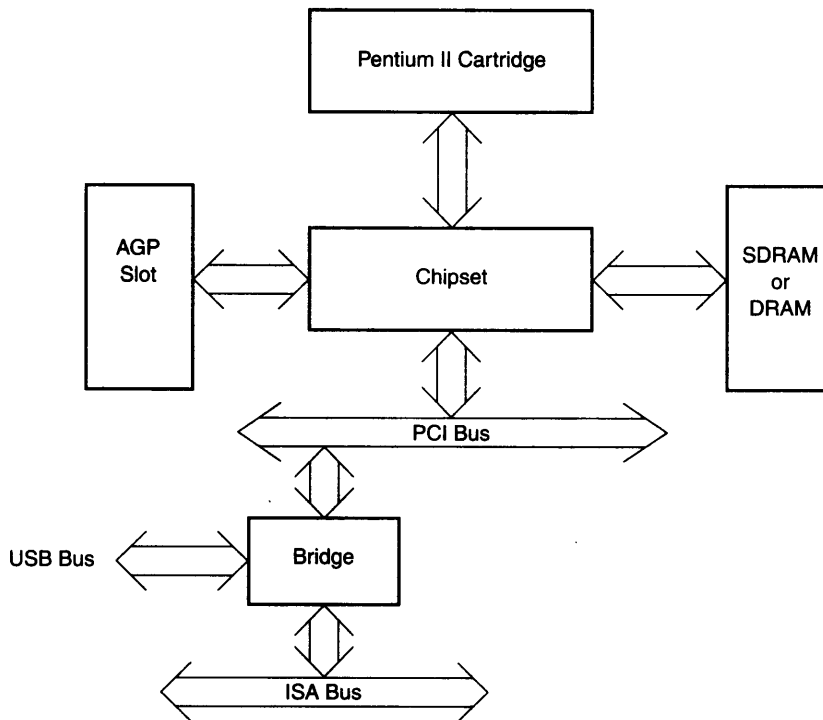 Pentium II Cartridge
AGP
Slot
Chipset
SDRAM
or
DRAM
PCI Bus
USB Bus
Bridge
ISA Bus